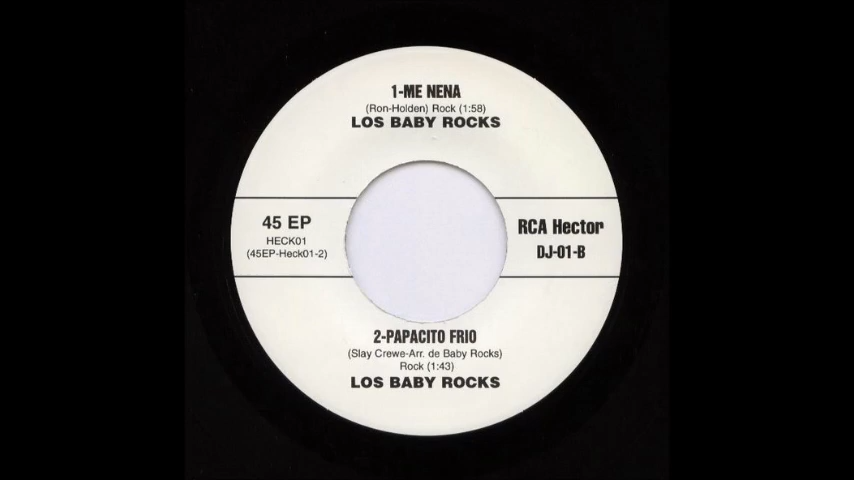 1-ME NENA
(Ron-Holden) Rock (1:58)
LOS BABY ROCKS
45 EP
HECK01
(45EP-Heck01-2)
RCA Hector
DJ-01-B
2-PAPACITO FRIO
(Slay Crewe-Arr. de Baby Rocks)
Rock (1:43)
LOS BABY ROCKS